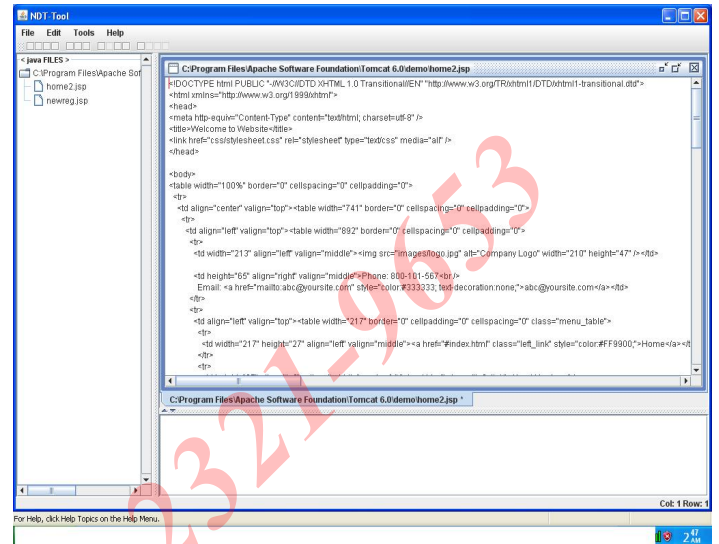 NDT-Tool
File Edit Tools Help
< java FILES >
C:\Program Files\Apache Sof
home2.jsp
newreg.jsp
C:\Program Files\Apache Software Foundation\Tomcat 6.0\demo\home2.jsp
<!DOCTYPE html PUBLIC "-//W3C//DTD XHTML 1.0 Transitional//EN" "http://www.w3.org/TR/xhtml1/DTD/xhtml1-transitional.dtd">
<html xmlns="http://www.w3.org/1999/xhtml">
<head>
<meta http-equiv="Content-Type" content="text/html; charset=utf-8" />
<title>Welcome to Website</title>
<link href="css/stylesheet.css" rel="stylesheet" type="text/css" media="all" />
</head>
<body>
<table width="100%" border="0" cellspacing="0" cellpadding="0">
<tr>
<td align="center" valign="top"><table width="741" border="0" cellspacing="0" cellpadding="0">
<tr>
<td align="left" valign="top"><table width="892" border="0" cellspacing="0" cellpadding="0">
<tr>
<td width="213" align="left" valign="middle"><img src="images/logo.jpg" alt="Company Logo" width="210" height="47" /></td>
<td height="65" align="right" valign="middle">Phone: 800-101-567<br/>
Email: <a href="mailto:abc@yoursite.com" style="color:#333333; text-decoration:none;">abc@yoursite.com</a></td>
</tr>
<tr>
<td align="left" valign="top"><table width="217" border="0" cellpadding="0" cellspacing="0" class="menu_table">
<tr>
<td width="217" height="27" align="left" valign="middle"><a href="#index.html" class="left_link" style="color:#FF9900;">Home</a></t
</tr>
<tr>
C:\Program Files\Apache Software Foundation\Tomcat 6.0\demo\home2.jsp *
Col: 1 Row: 1
For Help, click Help Topics on the Help Menu.
2 47 AM
2321-9653